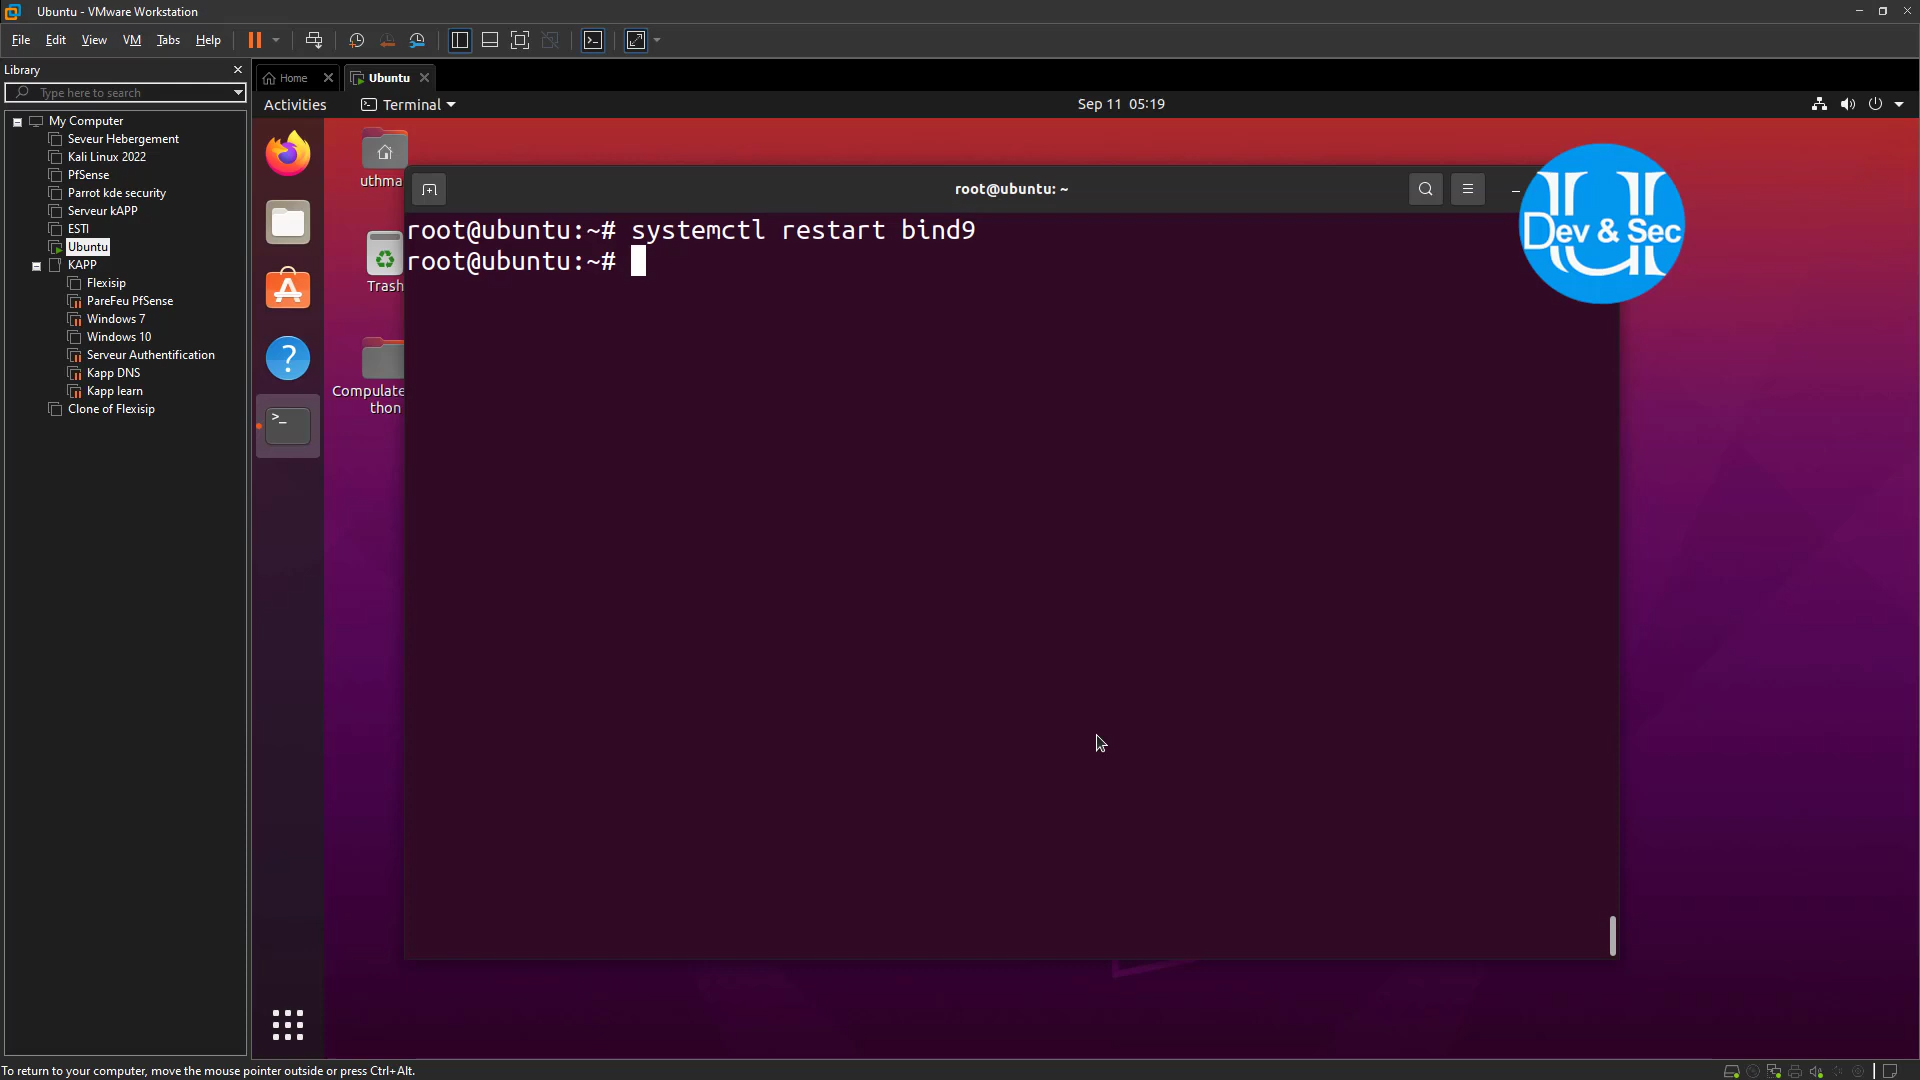 Ubuntu - VMware Workstation
File Edit View VM Tabs Help
Library
Type here to search
My Computer
Seveur Hebergement
Kali Linux 2022
PfSense
Parrot kde security
Serveur kAPP
ESTI
Ubuntu
KAPP
Flexisip
PareFeu PfSense
Windows 7
Windows 10
Serveur Authentification
Kapp DNS
Kapp learn
Clone of Flexisip
Home
Ubuntu
Activities
Terminal
Sep 11 05:19
uthma
Trash
Compulate
thon
root@ubuntu: ~
root@ubuntu:~# systemctl restart bind9
root@ubuntu:~#
U
Dev & Sec
To return to your computer, move the mouse pointer outside or press Ctrl+Alt.